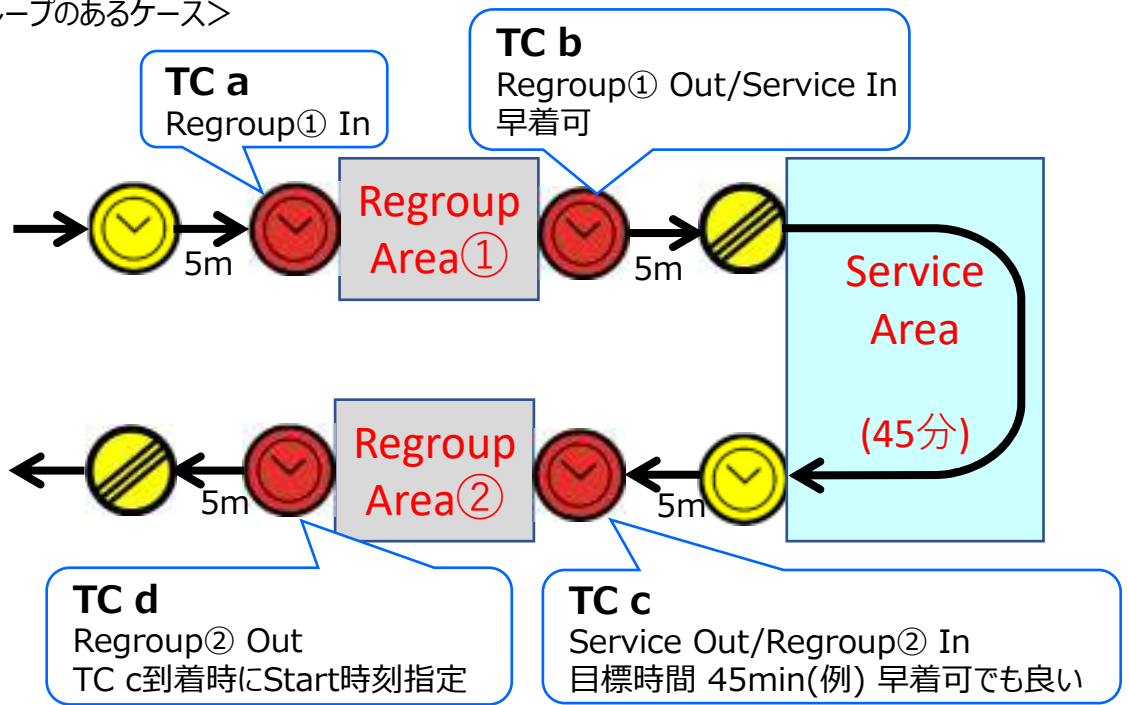 ループのあるケース＞
TC a
Regroup① In
TC b
Regroup① Out/Service In
早着可
Regroup
Area①
5m
5m
Service
Area
(45分)
Regroup
Area②
5m
5m
TC d
Regroup② Out
TC c到着時にStart時刻指定
TC c
Service Out/Regroup② In
目標時間 45min(例) 早着可でも良い